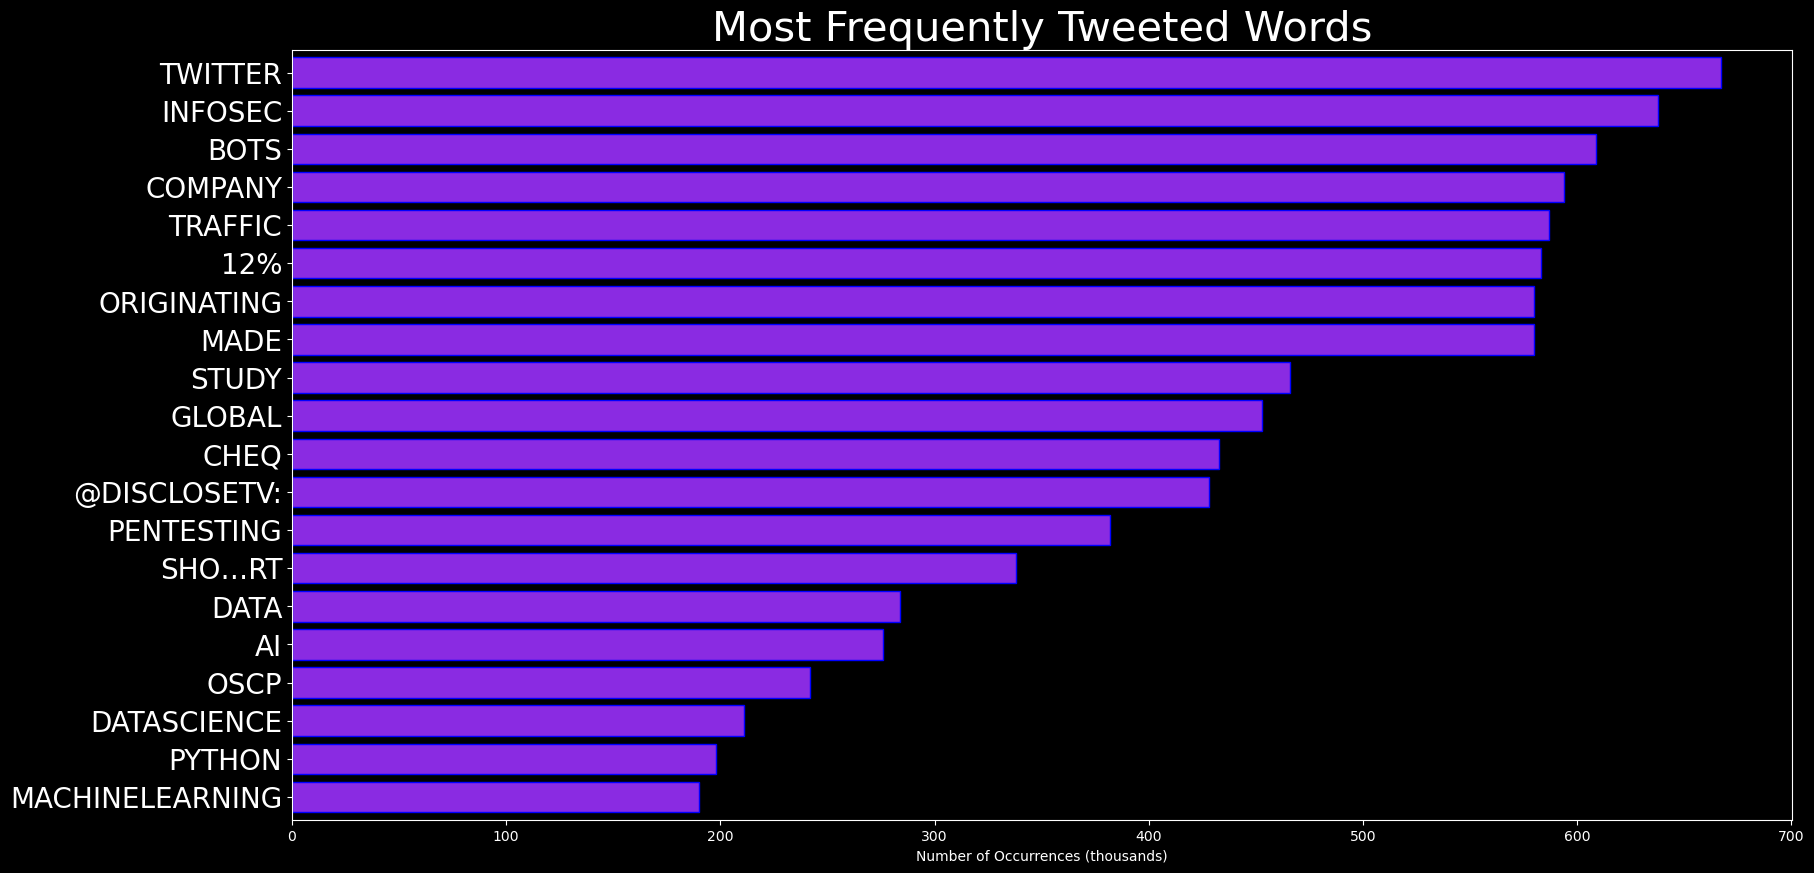 Most Frequently Tweeted Words
TWITTER
INFOSEC
BOTS
COMPANY
TRAFFIC
12%
ORIGINATING
MADE
STUDY
GLOBAL
CHEQ
@DISCLOSETV:
PENTESTING
SHO…RT
DATA
AI
OSCP
DATASCIENCE
PYTHON
MACHINELEARNING
0 100 200 300 400 500 600 700
Number of Occurrences (thousands)